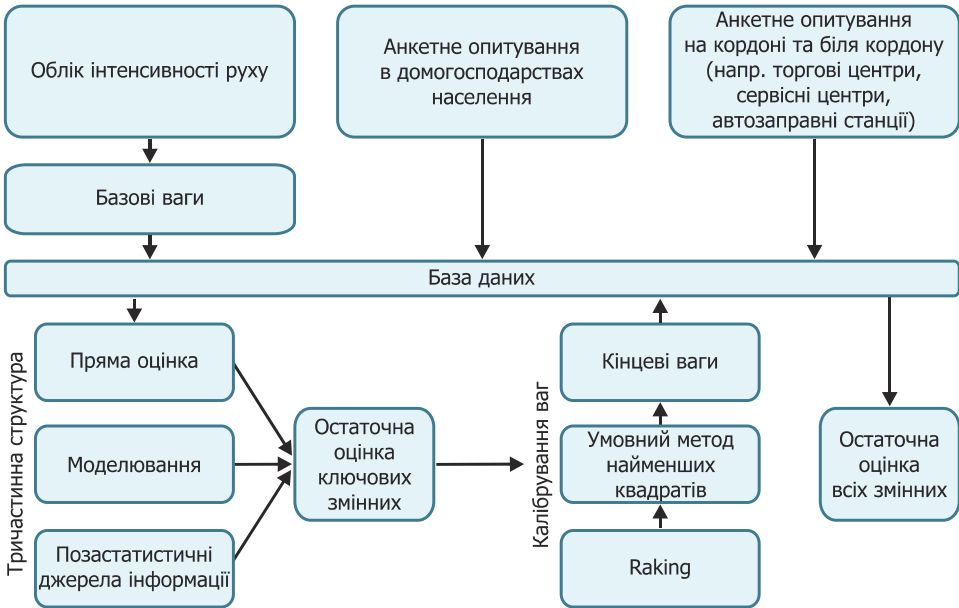 Облік інтенсивності руху
Анкетне опитування
в домогосподарствах
населення
Анкетне опитування
на кордоні та біля кордону
(напр. торгові центри,
сервісні центри,
автозаправні станції)
Базові ваги
База даних
Тричастинна структура
Пряма оцінка
Моделювання
Позастатистичні
джерела інформації
Остаточна
оцінка
ключових
змінних
Калібрування ваг
Кінцеві ваги
Умовний метод
найменших
квадратів
Raking
Остаточна
оцінка
всіх змінних